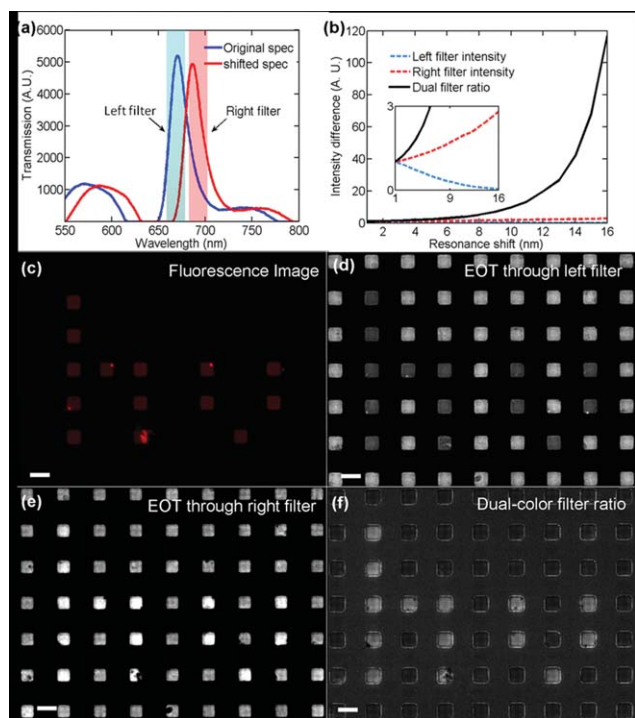 (a)
6000
5000
4000
3000
2000
1000
Transmission (A.U.)
Original spec
shifted spec
Left filter
Right filter
550 600 650 700 750 800
Wavelength (nm)
(b)
120
100
80
60
40
20
0
Intensity difference (A. U.)
Left filter intensity
Right filter intensity
Dual filter ratio
3
0
1 9 16
2 4 6 8 10 12 14 16
Resonance shift (nm)
(c) Fluorescence Image
(d) EOT through left filter
(e) EOT through right filter
(f) Dual-color filter ratio